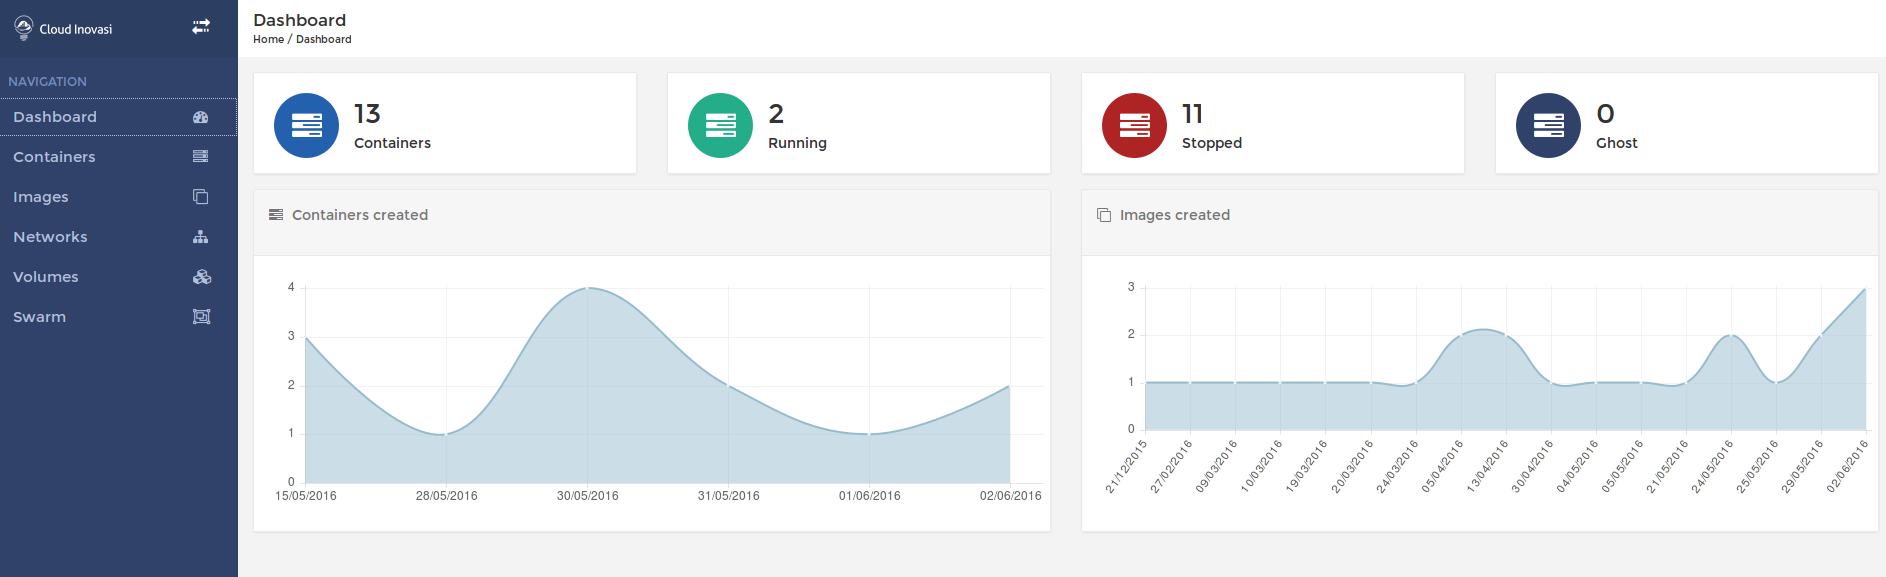 Cloud Inovasi
NAVIGATION
Dashboard
Containers
Images
Networks
Volumes
Swarm
Dashboard
Home / Dashboard
13
Containers
2
Running
11
Stopped
0
Ghost
Containers created
4
3
2
1
0
15/05/2016 28/05/2016 30/05/2016 31/05/2016 01/06/2016 02/06/2016
Images created
3
2
1
0
21/12/2015
27/02/2016
09/03/2016
10/03/2016
19/03/2016
20/03/2016
24/03/2016
05/04/2016
13/04/2016
30/04/2016
04/05/2016
05/05/2016
21/05/2016
24/05/2016
25/05/2016
29/05/2016
02/06/2016